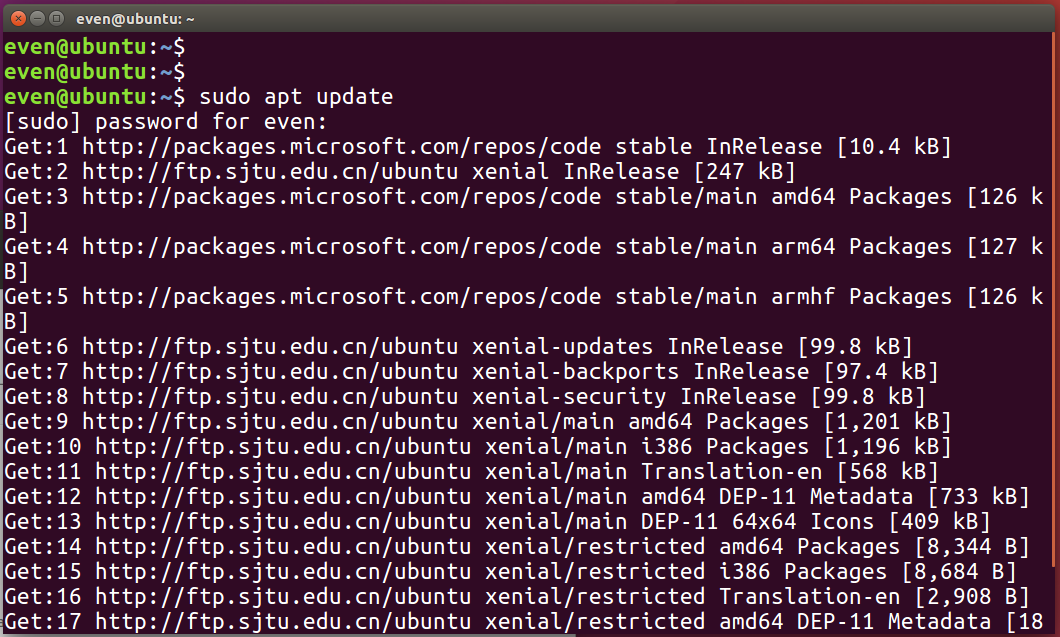 even@ubuntu: ~
even@ubuntu:~$
even@ubuntu:~$
even@ubuntu:~$ sudo apt update
[sudo] password for even:
Get:1 http://packages.microsoft.com/repos/code stable InRelease [10.4 kB]
Get:2 http://ftp.sjtu.edu.cn/ubuntu xenial InRelease [247 kB]
Get:3 http://packages.microsoft.com/repos/code stable/main amd64 Packages [126 k
B]
Get:4 http://packages.microsoft.com/repos/code stable/main arm64 Packages [127 k
B]
Get:5 http://packages.microsoft.com/repos/code stable/main armhf Packages [126 k
B]
Get:6 http://ftp.sjtu.edu.cn/ubuntu xenial-updates InRelease [99.8 kB]
Get:7 http://ftp.sjtu.edu.cn/ubuntu xenial-backports InRelease [97.4 kB]
Get:8 http://ftp.sjtu.edu.cn/ubuntu xenial-security InRelease [99.8 kB]
Get:9 http://ftp.sjtu.edu.cn/ubuntu xenial/main amd64 Packages [1,201 kB]
Get:10 http://ftp.sjtu.edu.cn/ubuntu xenial/main i386 Packages [1,196 kB]
Get:11 http://ftp.sjtu.edu.cn/ubuntu xenial/main Translation-en [568 kB]
Get:12 http://ftp.sjtu.edu.cn/ubuntu xenial/main amd64 DEP-11 Metadata [733 kB]
Get:13 http://ftp.sjtu.edu.cn/ubuntu xenial/main DEP-11 64x64 Icons [409 kB]
Get:14 http://ftp.sjtu.edu.cn/ubuntu xenial/restricted amd64 Packages [8,344 B]
Get:15 http://ftp.sjtu.edu.cn/ubuntu xenial/restricted i386 Packages [8,684 B]
Get:16 http://ftp.sjtu.edu.cn/ubuntu xenial/restricted Translation-en [2,908 B]
Get:17 http://ftp.sjtu.edu.cn/ubuntu xenial/restricted amd64 DEP-11 Metadata [18